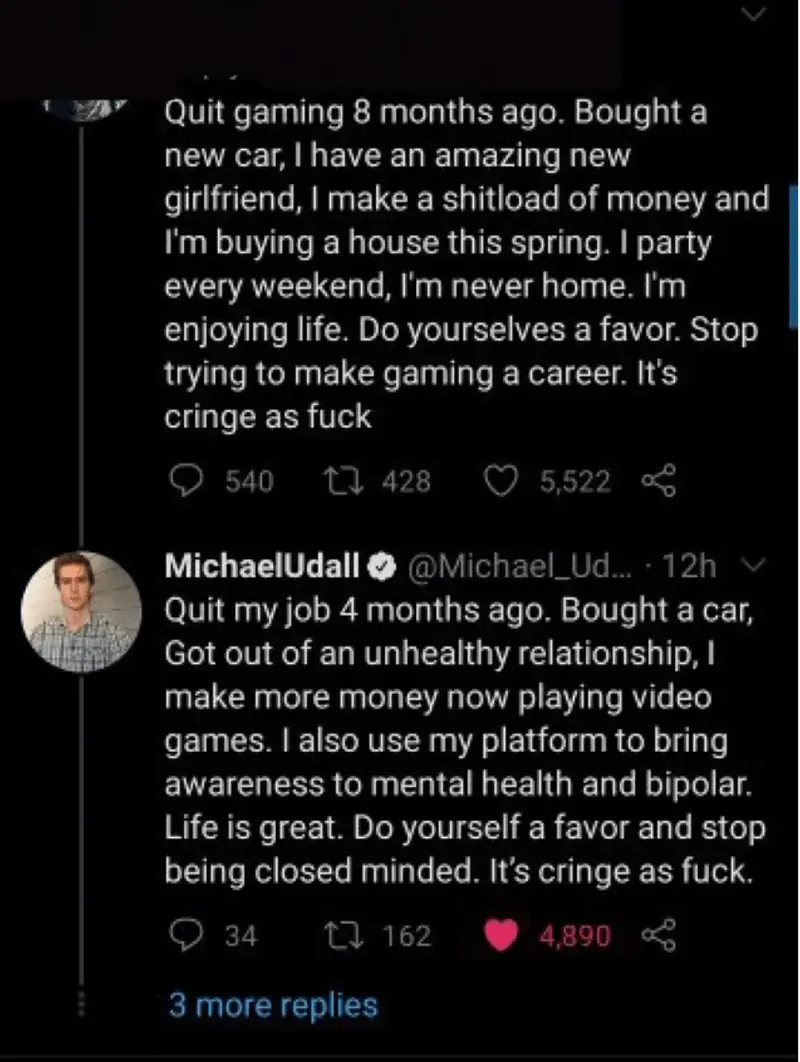 Quit gaming 8 months ago. Bought a
new car, I have an amazing new
girlfriend, I make a shitload of money and
I'm buying a house this spring. I party
every weekend, I'm never home. I'm
enjoying life. Do yourselves a favor. Stop
trying to make gaming a career. It's
cringe as fuck
540 428 5,522
MichaelUdall @Michael_Ud... · 12h
Quit my job 4 months ago. Bought a car,
Got out of an unhealthy relationship, I
make more money now playing video
games. I also use my platform to bring
awareness to mental health and bipolar.
Life is great. Do yourself a favor and stop
being closed minded. It's cringe as fuck.
34 162 4,890
3 more replies